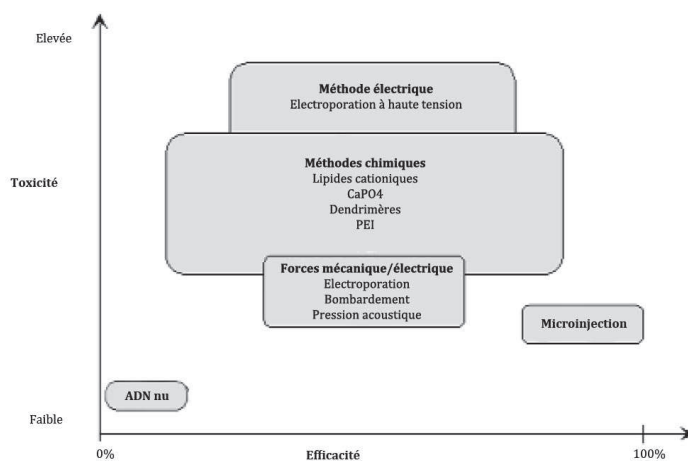 Elevée
Méthode électrique
Electroporation à haute tension
Méthodes chimiques
Lipides cationiques
CaPO4
Dendrimères
PEI
Toxicité
Forces mécanique/électrique
Electroporation
Bombardement
Pression acoustique
Microinjection
ADN nu
Faible
0%
Efficacité
100%